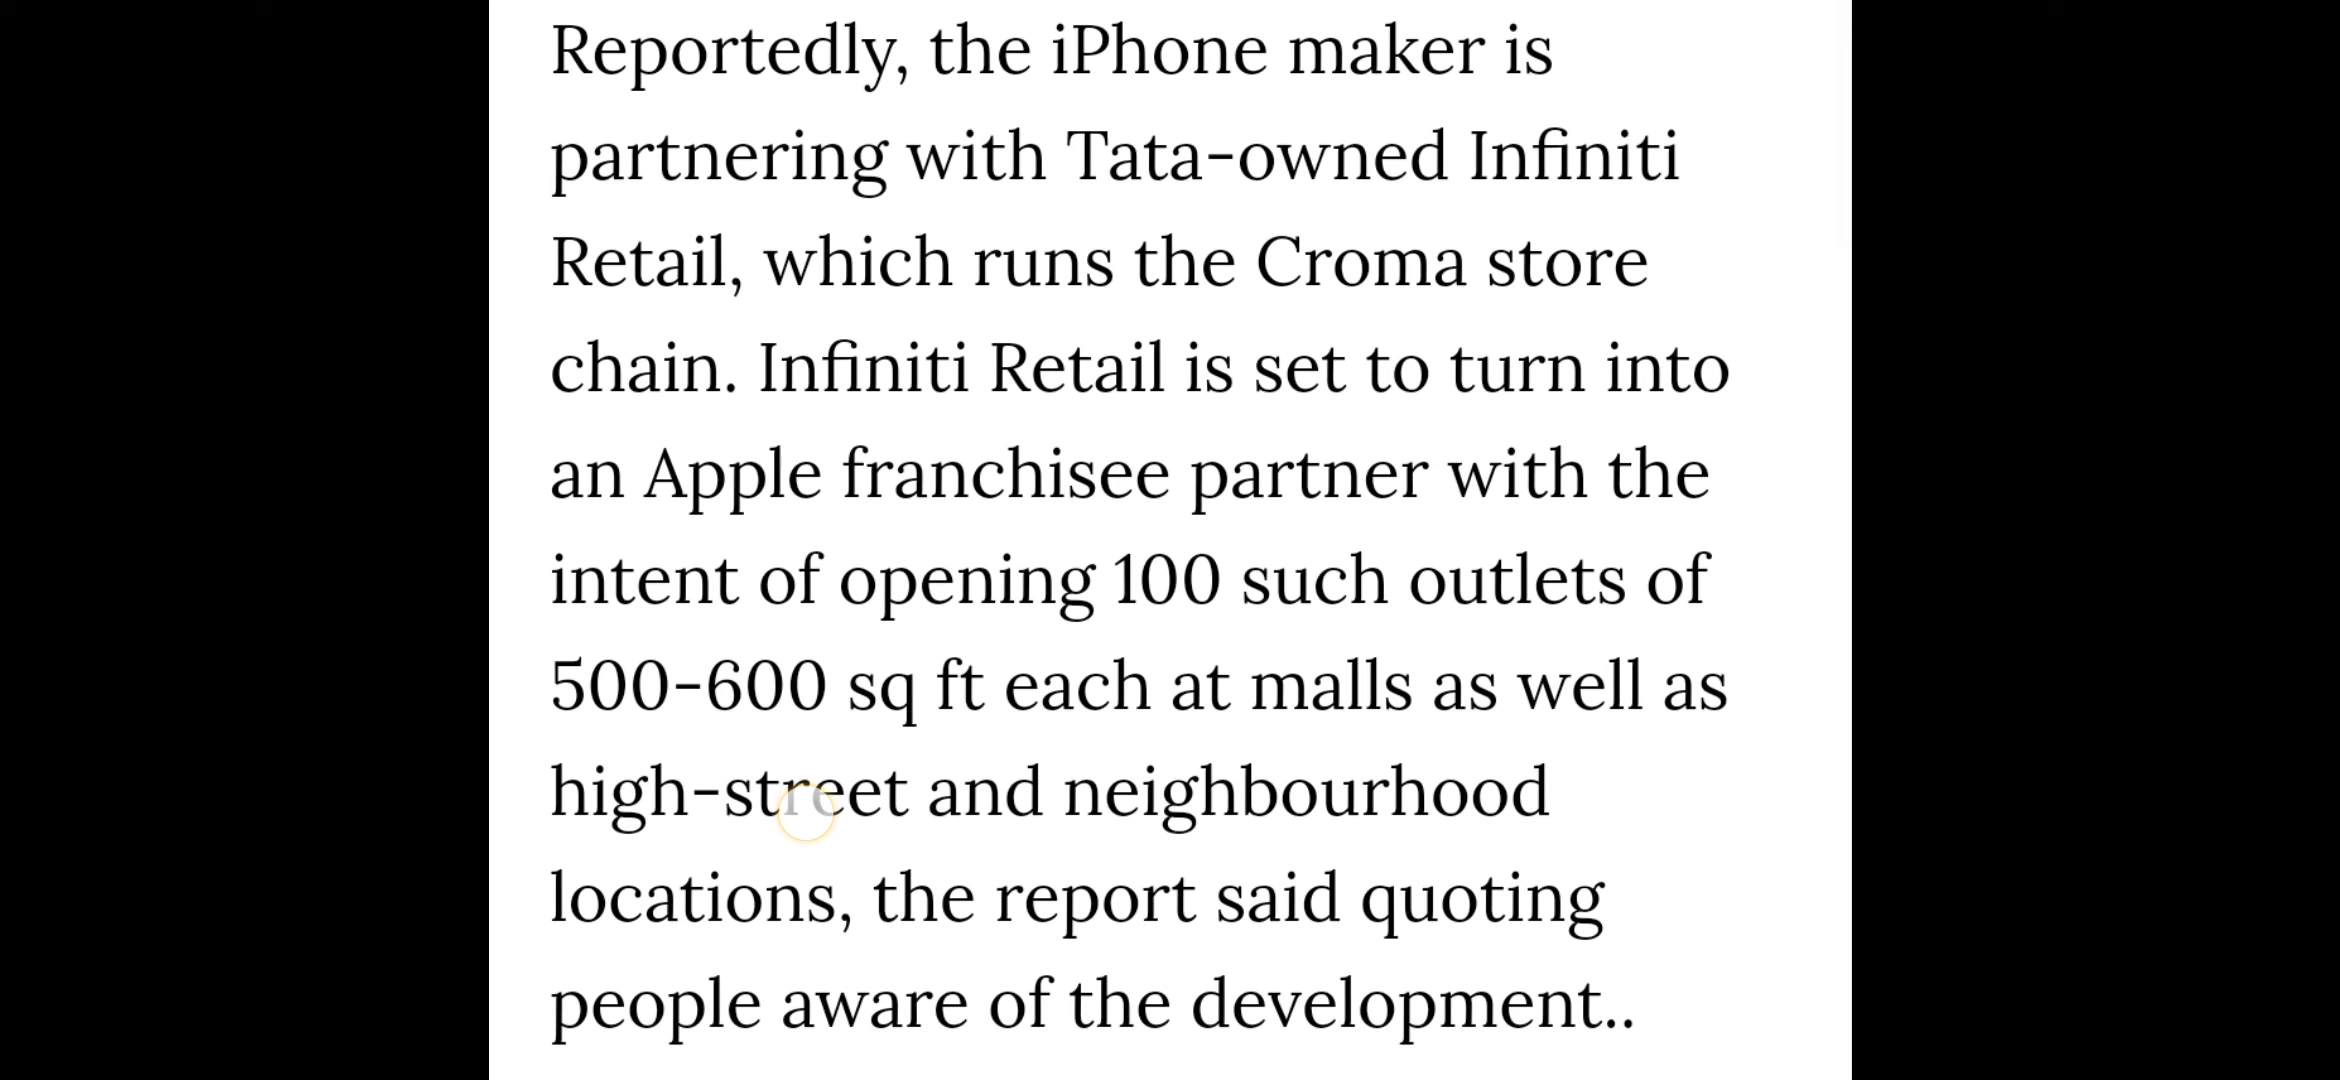 Reportedly, the iPhone maker is
partnering with Tata-owned Infiniti
Retail, which runs the Croma store
chain. Infiniti Retail is set to turn into
an Apple franchisee partner with the
intent of opening 100 such outlets of
500-600 sq ft each at malls as well as
high-street and neighbourhood
locations, the report said quoting
people aware of the development..